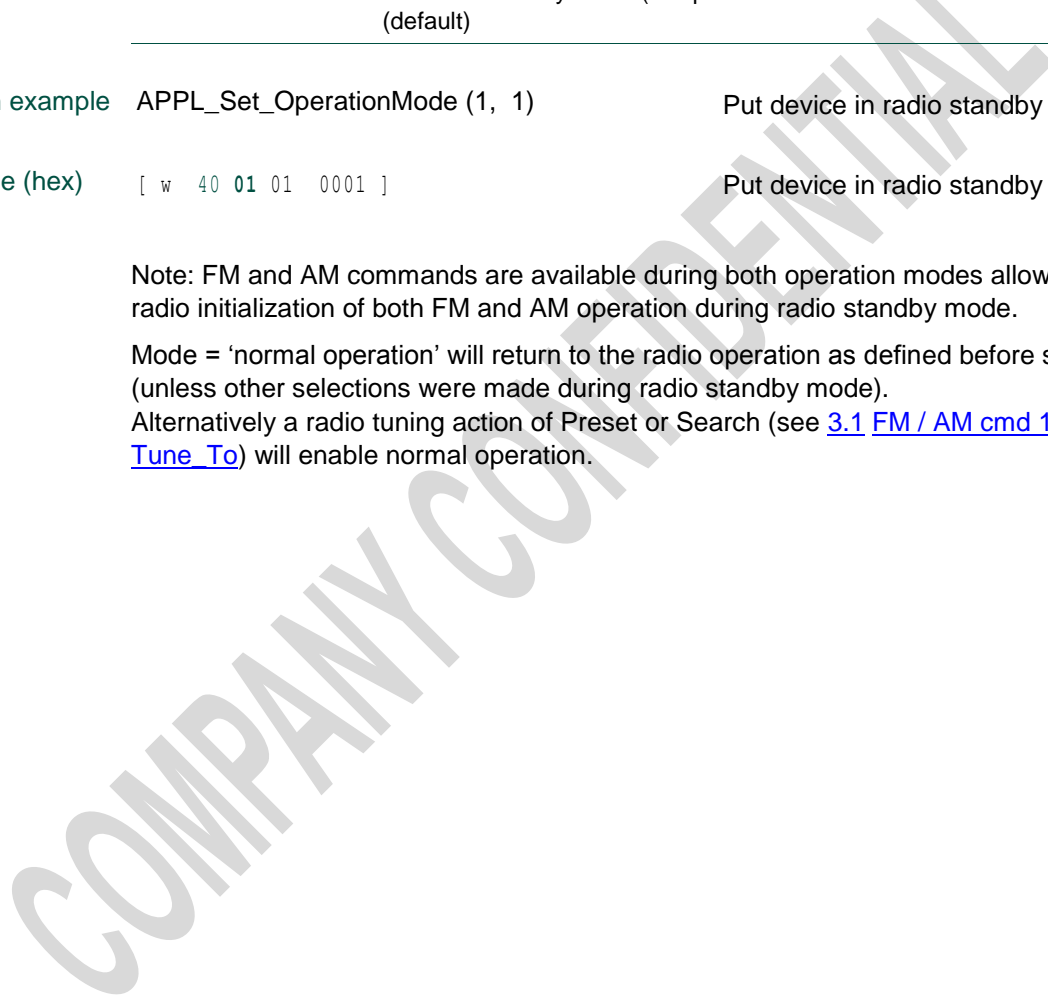 (default)
example APPL_Set_OperationMode (1, 1) Put device in radio standby
e (hex) [ w 40 01 01 0001 ] Put device in radio standby
Note: FM and AM commands are available during both operation modes allow
radio initialization of both FM and AM operation during radio standby mode.
Mode = ‘normal operation’ will return to the radio operation as defined before s
(unless other selections were made during radio standby mode).
Alternatively a radio tuning action of Preset or Search (see 3.1 FM / AM cmd 1
Tune_To) will enable normal operation.
COMPANY CONFIDENTIAL